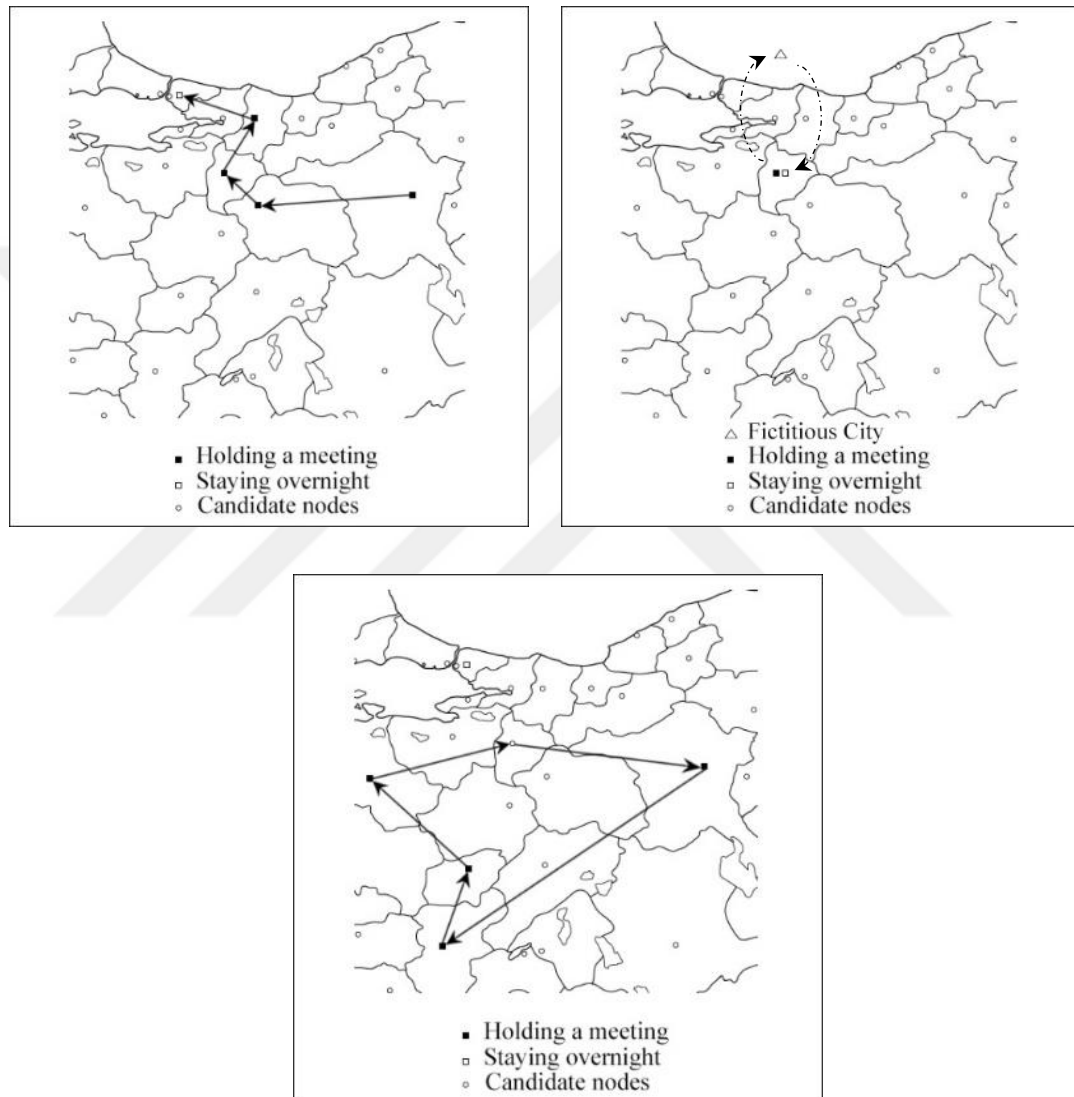 Holding a meeting
Staying overnight
Candidate nodes
Fictitious City
Holding a meeting
Staying overnight
Candidate nodes
Holding a meeting
Staying overnight
Candidate nodes